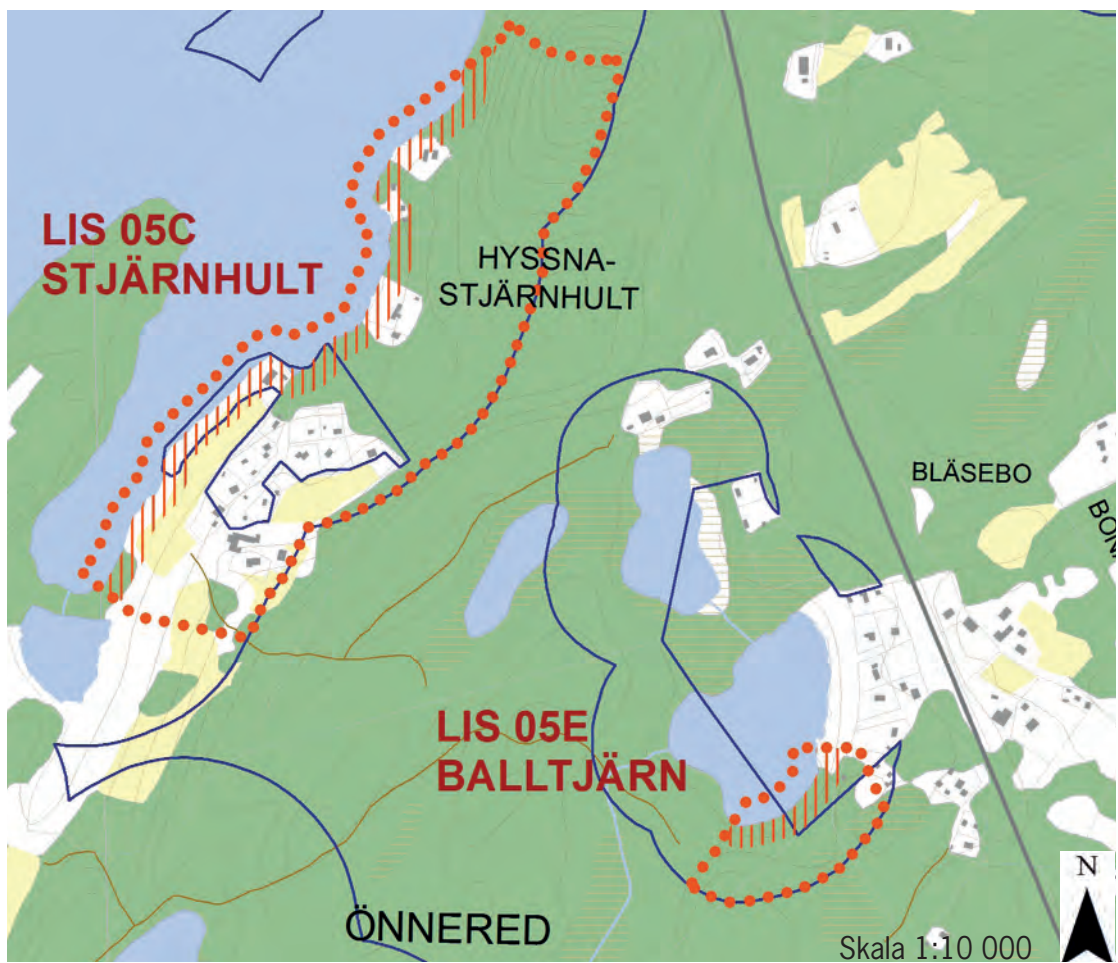 LIS 05C
STJÄRNHULT
HYSSNA-
STJÄRNHULT
BLÄSEBO
LIS 05E
BALLTJÄRN
ÖNNERED
N
Skala 1:10 000